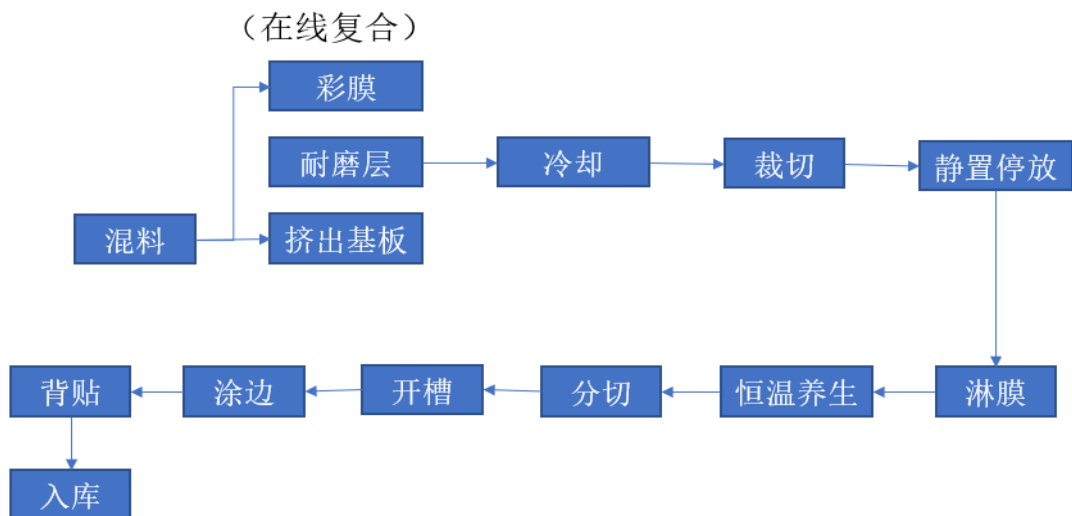 （在线复合）
彩膜
耐磨层
冷却
裁切
静置停放
混料
挤出基板
背贴
涂边
开槽
分切
恒温养生
淋膜
入库